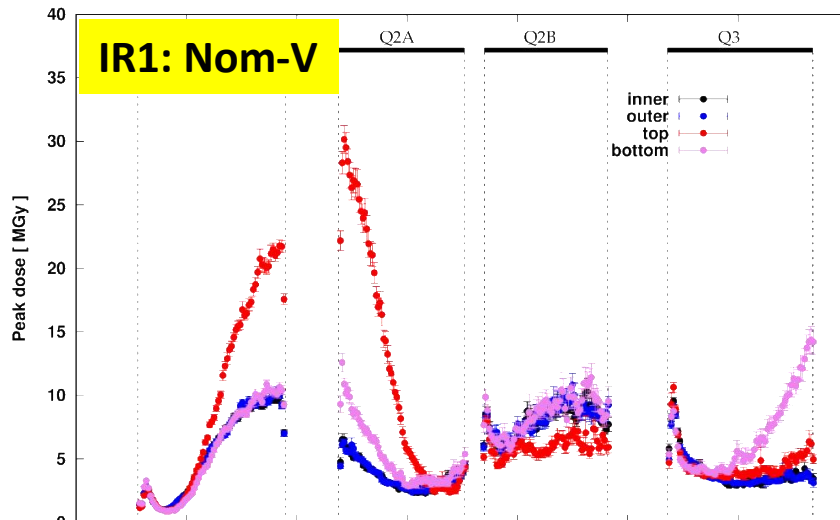 40
IR1: Nom-V
Q2A
Q2B
Q3
35
inner
outer
top
bottom
30
25
20
15
10
5
0
Peak dose [ MGy ]